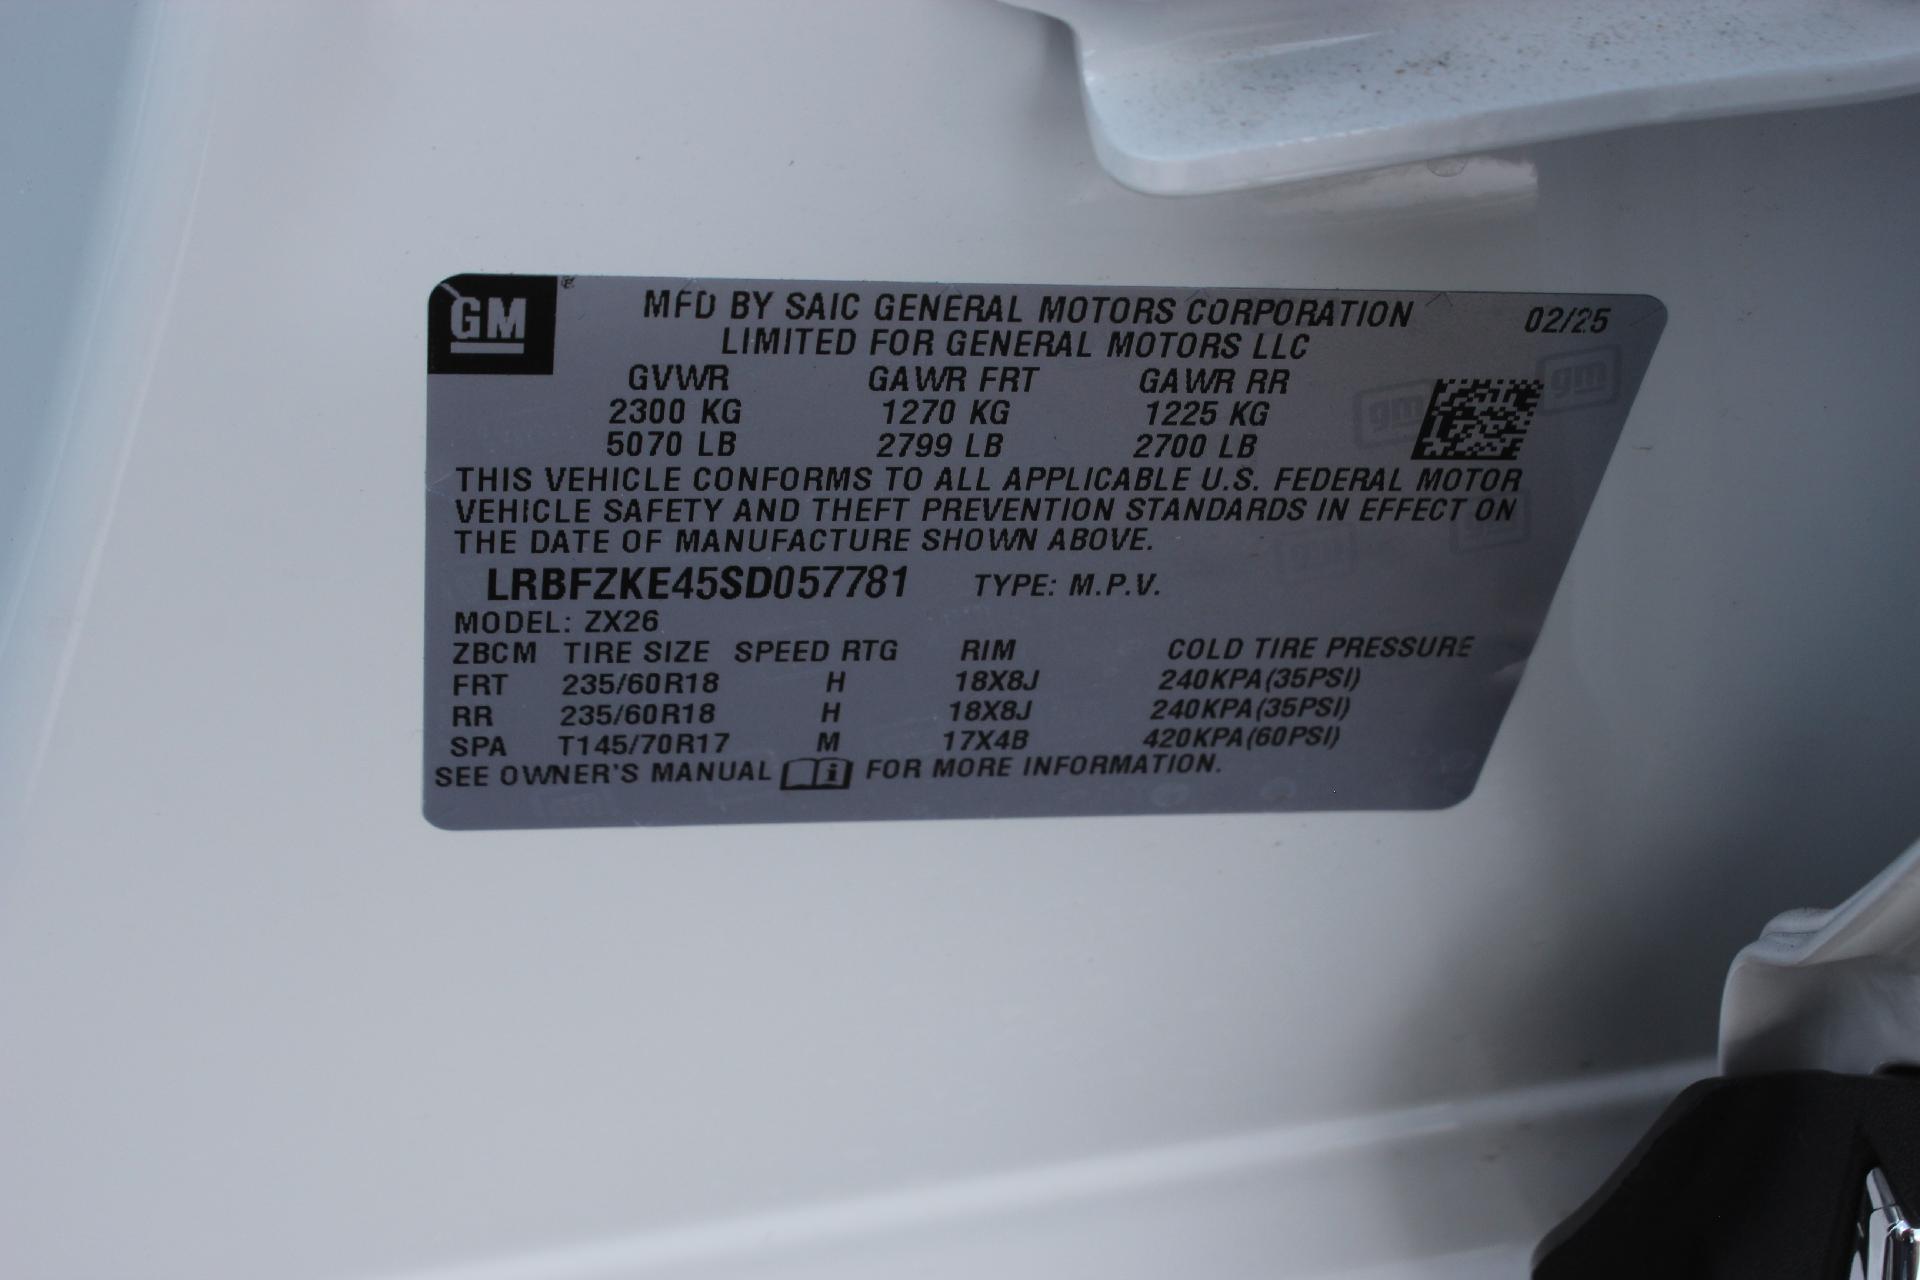 GM
MFD BY SAIC GENERAL MOTORS CORPORATION 02/25
LIMITED FOR GENERAL MOTORS LLC
GVWR GAWR FRT GAWR RR
2300 KG 1270 KG 1225 KG
5070 LB 2799 LB 2700 LB
gm gm
THIS VEHICLE CONFORMS TO ALL APPLICABLE U.S. FEDERAL MOTOR
VEHICLE SAFETY AND THEFT PREVENTION STANDARDS IN EFFECT ON
THE DATE OF MANUFACTURE SHOWN ABOVE.
LRBFZKE45SD057781 TYPE: M.P.V.
MODEL: ZX26
ZBCM TIRE SIZE SPEED RTG RIM COLD TIRE PRESSURE
FRT 235/60R18 H 18X8J 240KPA(35PSI)
RR 235/60R18 H 18X8J 240KPA(35PSI)
SPA T145/70R17 M 17X4B 420KPA(60PSI)
SEE OWNER'S MANUAL i FOR MORE INFORMATION.